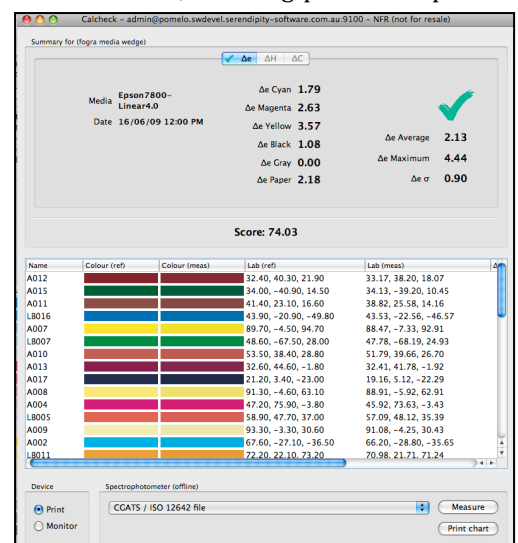 Calcheck - admin@pomelo.swdevel.serendipity-software.com.au:9100 - NFR (not for resale)
Summary for (fogra media wedge)
Δe ΔH ΔC
Media Epson7800-Linear4.0
Date 16/06/09 12:00 PM
Δe Cyan 1.79
Δe Magenta 2.63
Δe Yellow 3.57
Δe Black 1.08
Δe Gray 0.00
Δe Paper 2.18
Δe Average 2.13
Δe Maximum 4.44
Δe σ 0.90
Score: 74.03
Name Colour (ref) Colour (meas) Lab (ref) Lab (meas)
A012 32.40, 40.30, 21.90 33.17, 38.20, 18.07
A015 34.00, -40.90, 14.50 34.13, -39.20, 10.45
A011 41.40, 23.10, 16.60 38.82, 25.58, 14.16
LB016 43.90, -20.90, -49.80 43.53, -22.56, -46.57
A007 89.70, -4.50, 94.70 88.47, -7.33, 92.91
LB007 48.60, -67.50, 28.00 47.78, -68.19, 24.93
A010 53.50, 38.40, 28.80 51.79, 39.66, 26.70
A013 32.60, 44.60, -1.80 32.41, 41.78, -1.92
A017 21.20, 3.40, -23.00 19.16, 5.12, -22.29
A008 91.30, -4.60, 63.10 88.91, -5.92, 62.91
A004 47.20, 75.90, -3.80 45.92, 73.63, -3.43
LB005 58.90, 47.70, 37.00 57.09, 48.12, 35.39
A009 93.30, -3.30, 30.60 91.08, -4.25, 30.43
A002 67.60, -27.10, -36.50 66.20, -28.80, -35.65
LB011 72.20, 22.10, 73.20 70.98, 21.71, 71.24
Device
Print
Monitor
Spectrophotometer (offline)
CGATS / ISO 12642 file
Measure
Print chart